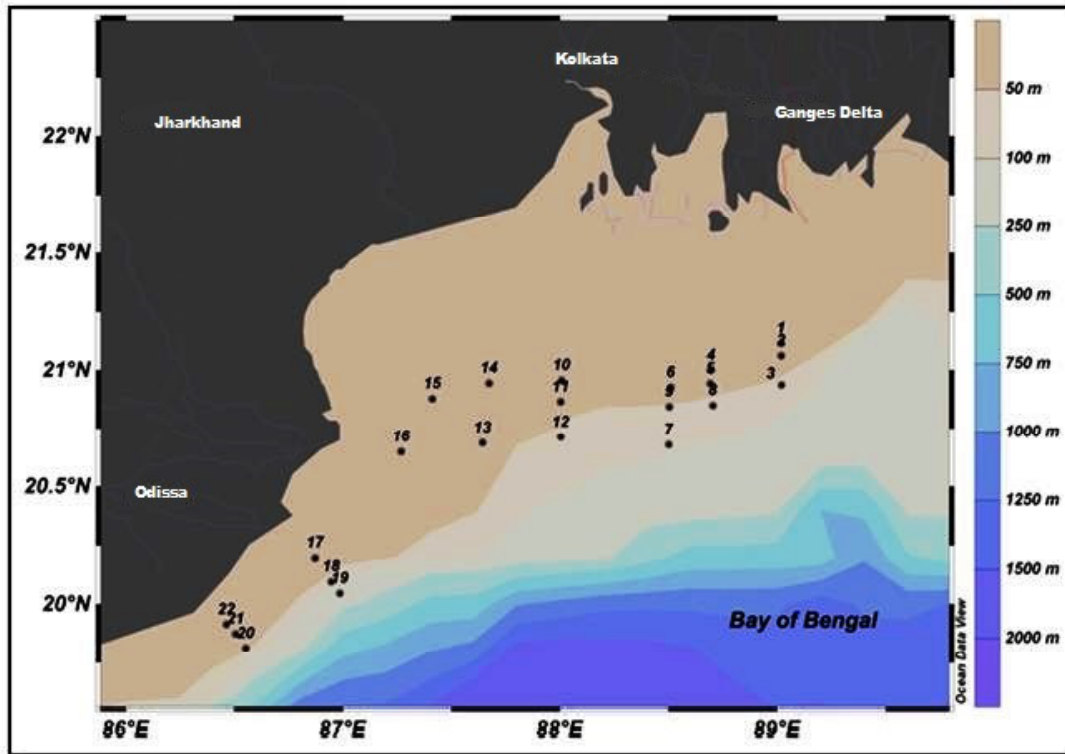 Kolkata
Jharkhand
Ganges Delta
22°N
21.5°N
21°N
20.5°N
20°N
Odissa
1
2
3
4
5
6
8
9
7
10
11
12
14
15
13
16
17
18
19
22
21
20
Bay of Bengal
86°E
87°E
88°E
89°E
Ocean Data View
50 m
100 m
250 m
500 m
750 m
1000 m
1250 m
1500 m
2000 m